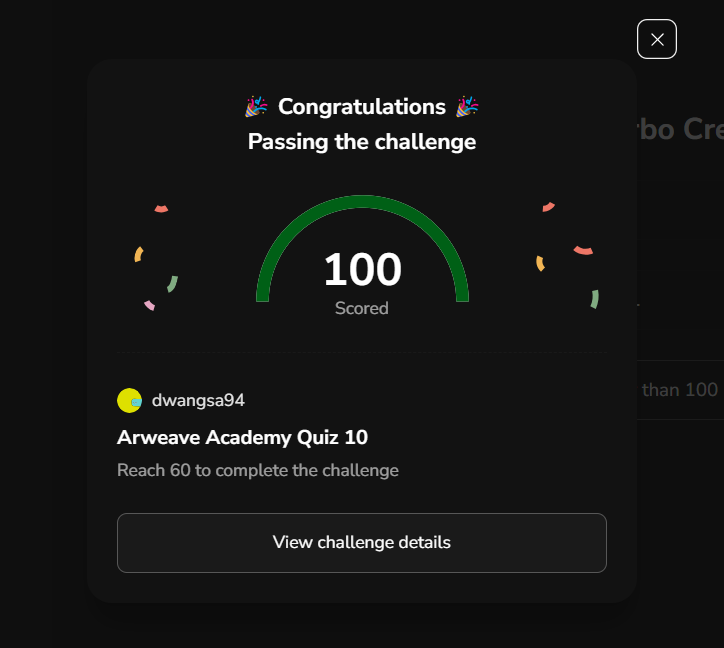 Congratulations
Passing the challenge
100
Scored
dwangsa94
Arweave Academy Quiz 10
Reach 60 to complete the challenge
View challenge details
rbo Cre
than 100